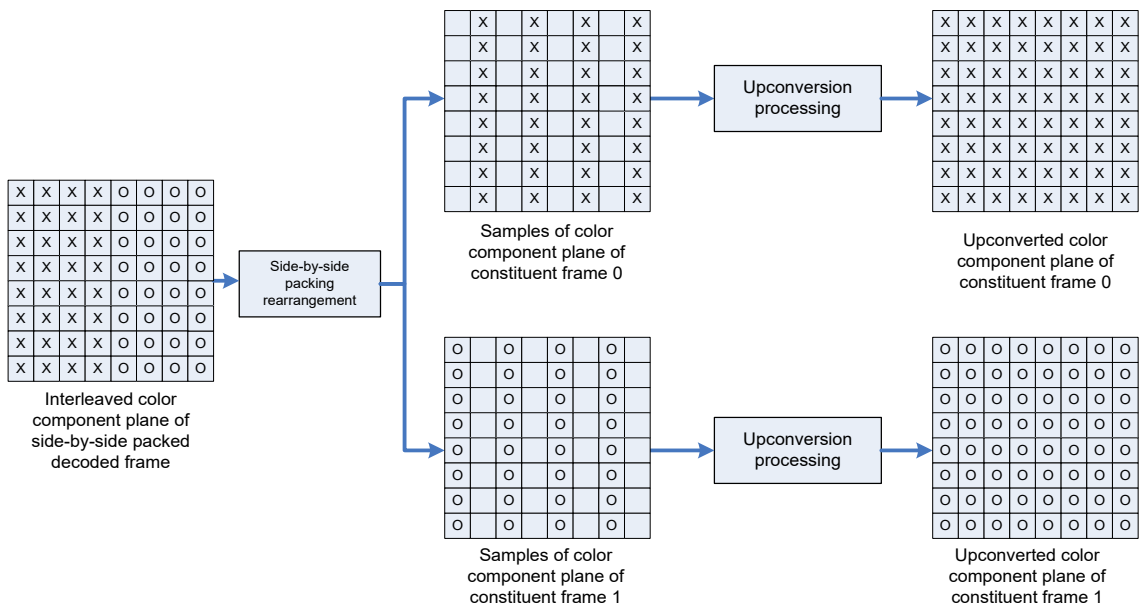 X X X X
X X X X
X X X X
X X X X
X X X X
X X X X
X X X X
X X X X
Samples of color
component plane of
constituent frame 0
Upconversion
processing
X X X X X X X X
X X X X X X X X
X X X X X X X X
X X X X X X X X
X X X X X X X X
X X X X X X X X
X X X X X X X X
X X X X X X X X
Upconverted color
component plane of
constituent frame 0
X X X X O O O O
X X X X O O O O
X X X X O O O O
X X X X O O O O
X X X X O O O O
X X X X O O O O
X X X X O O O O
X X X X O O O O
Interleaved color
component plane of
side-by-side packed
decoded frame
Side-by-side
packing
rearrangement
O O O O
O O O O
O O O O
O O O O
O O O O
O O O O
O O O O
O O O O
Samples of color
component plane of
constituent frame 1
Upconversion
processing
O O O O O O O O
O O O O O O O O
O O O O O O O O
O O O O O O O O
O O O O O O O O
O O O O O O O O
O O O O O O O O
O O O O O O O O
Upconverted color
component plane of
constituent frame 1